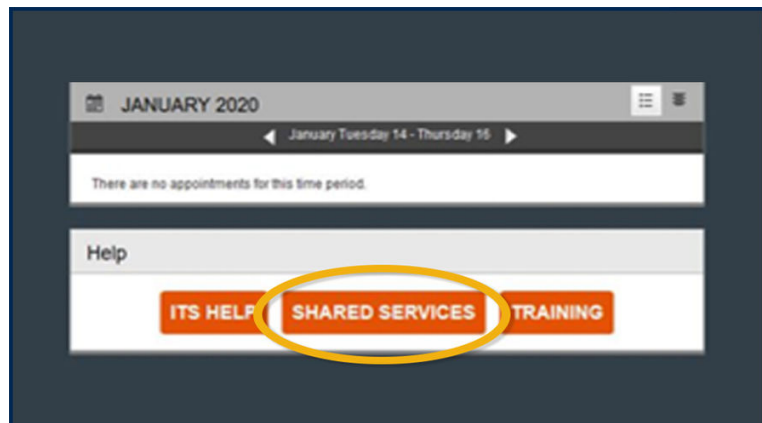 JANUARY 2020
January Tuesday 14 - Thursday 16
There are no appointments for this time period.
Help
ITS HELP SHARED SERVICES TRAINING